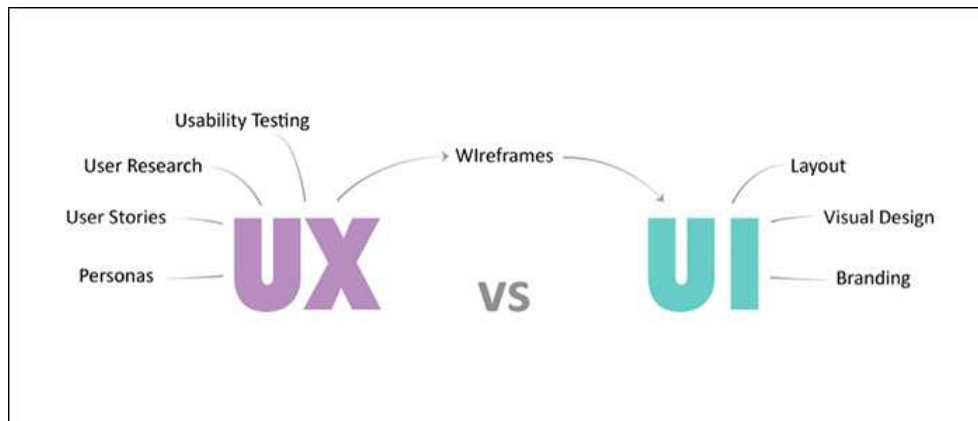 Usability Testing
WIreframes
User Research
Layout
User Stories
Visual Design
Personas
Branding
UX
vs
UI